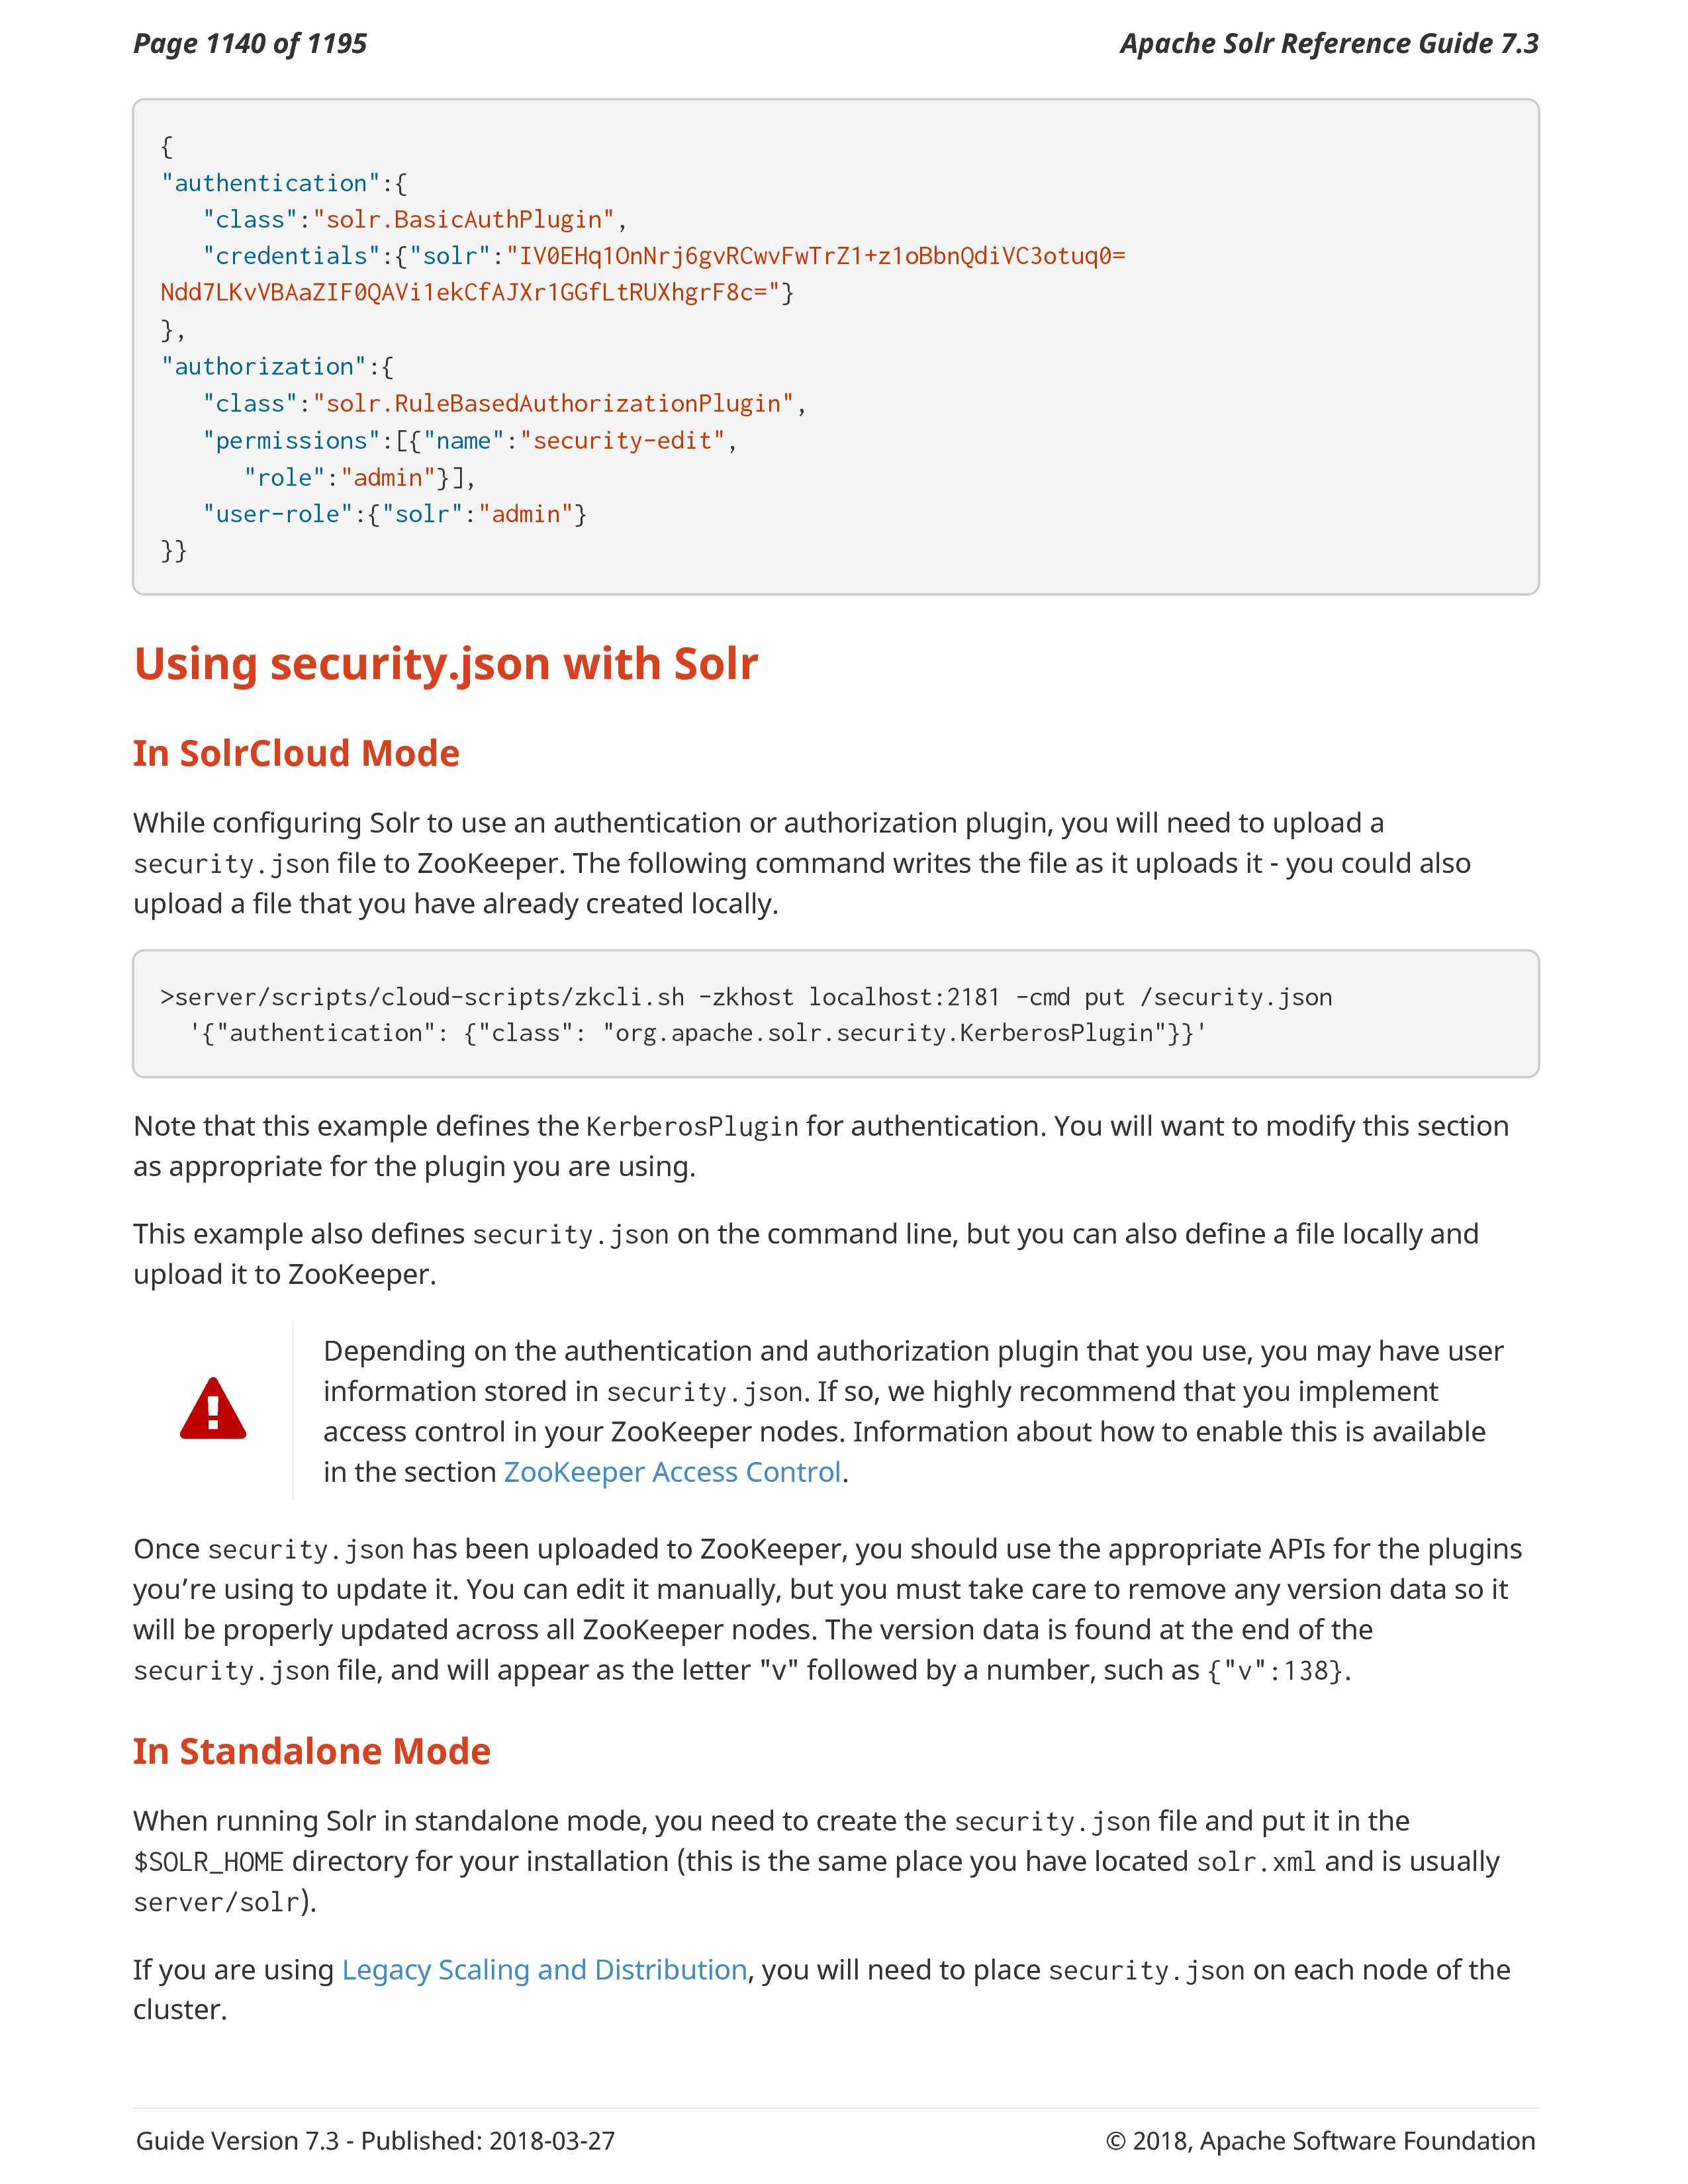 Page 1140 of 1195
Apache Solr Reference Guide 7.3
{
"authentication":{
   "class":"solr.BasicAuthPlugin",
   "credentials":{"solr":"IV0EHq1OnNrj6gvRCwvFwTrZ1+z1oBbnQdiVC3otuq0=
Ndd7LKvVBAaZIF0QAVi1ekCfAJXr1GGfLtRUXhgrF8c="}
},
"authorization":{
   "class":"solr.RuleBasedAuthorizationPlugin",
   "permissions":[{"name":"security-edit",
      "role":"admin"}],
   "user-role":{"solr":"admin"}
}}
Using security.json with Solr
In SolrCloud Mode
While configuring Solr to use an authentication or authorization plugin, you will need to upload a
security.json file to ZooKeeper. The following command writes the file as it uploads it - you could also
upload a file that you have already created locally.
>server/scripts/cloud-scripts/zkcli.sh -zkhost localhost:2181 -cmd put /security.json
  '{"authentication": {"class": "org.apache.solr.security.KerberosPlugin"}}'
Note that this example defines the KerberosPlugin for authentication. You will want to modify this section
as appropriate for the plugin you are using.
This example also defines security.json on the command line, but you can also define a file locally and
upload it to ZooKeeper.
Depending on the authentication and authorization plugin that you use, you may have user
information stored in security.json. If so, we highly recommend that you implement
access control in your ZooKeeper nodes. Information about how to enable this is available
in the section ZooKeeper Access Control.
Once security.json has been uploaded to ZooKeeper, you should use the appropriate APIs for the plugins
you’re using to update it. You can edit it manually, but you must take care to remove any version data so it
will be properly updated across all ZooKeeper nodes. The version data is found at the end of the
security.json file, and will appear as the letter "v" followed by a number, such as {"v":138}.
In Standalone Mode
When running Solr in standalone mode, you need to create the security.json file and put it in the
$SOLR_HOME directory for your installation (this is the same place you have located solr.xml and is usually
server/solr).
If you are using Legacy Scaling and Distribution, you will need to place security.json on each node of the
cluster.
Guide Version 7.3 - Published: 2018-03-27
© 2018, Apache Software Foundation